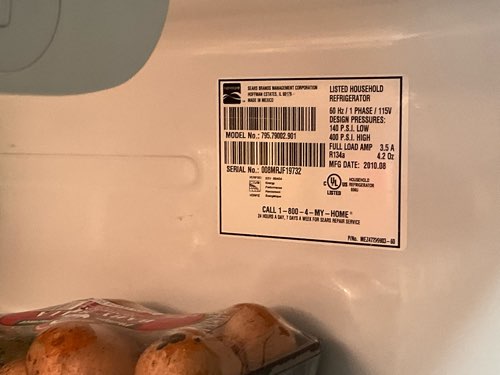 SEARS BRANDS MANAGEMENT CORPORATION
HOFFMAN ESTATES, IL 60179
MADE IN MEXICO
MODEL No.: 795.79002.901
SERIAL No.: 008MRJF19732
LISTED HOUSEHOLD
REFRIGERATOR
60 Hz / 1 PHASE / 115V
DESIGN PRESSURES:
140 P.S.I. LOW
400 P.S.I. HIGH
FULL LOAD AMP 3.5 A
R134a 4.2 Oz
MFG DATE: 2010.08
C UL US
LISTED
HOUSEHOLD
REFRIGERATOR
CALL 1-800-4-MY-HOME®
24 HOURS A DAY, 7 DAYS A WEEK FOR SEARS REPAIR SERVICE